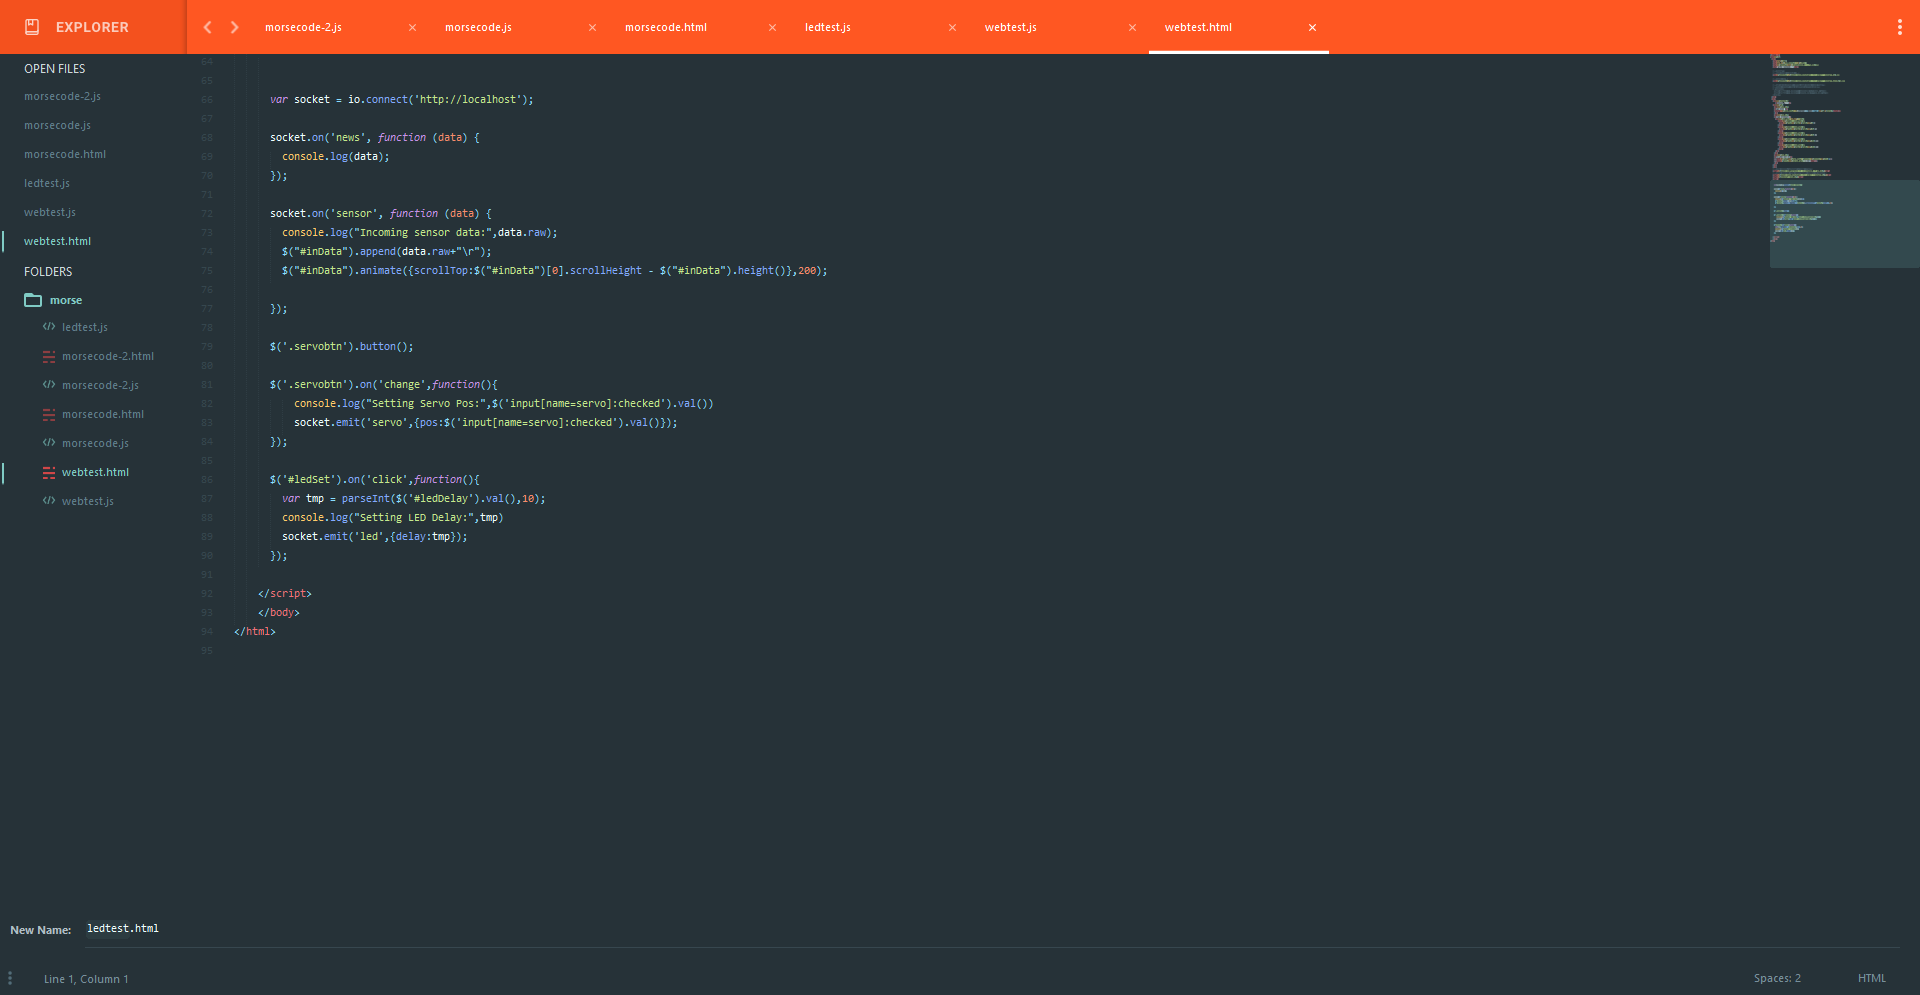 EXPLORER
morsecode-2.js × morsecode.js × morsecode.html × ledtest.js × webtest.js × webtest.html ×
OPEN FILES
morsecode-2.js
morsecode.js
morsecode.html
ledtest.js
webtest.js
webtest.html
FOLDERS
morse
ledtest.js
morsecode-2.html
morsecode-2.js
morsecode.html
morsecode.js
webtest.html
webtest.js
64
65
66 var socket = io.connect('http://localhost');
67
68 socket.on('news', function (data) {
69 console.log(data);
70 });
71
72 socket.on('sensor', function (data) {
73 console.log("Incoming sensor data:",data.raw);
74 $("#inData").append(data.raw+"\r");
75 $("#inData").animate({scrollTop:$("#inData")[0].scrollHeight - $("#inData").height()},200);
76
77 });
78
79 $('.servobtn').button();
80
81 $('.servobtn').on('change',function(){
82 console.log("Setting Servo Pos:",$('input[name=servo]:checked').val())
83 socket.emit('servo',{pos:$('input[name=servo]:checked').val()});
84 });
85
86 $('#ledSet').on('click',function(){
87 var tmp = parseInt($('#ledDelay').val(),10);
88 console.log("Setting LED Delay:",tmp)
89 socket.emit('led',{delay:tmp});
90 });
91
92 </script>
93 </body>
94 </html>
95
New Name: ledtest.html
Line 1, Column 1
Spaces: 2
HTML